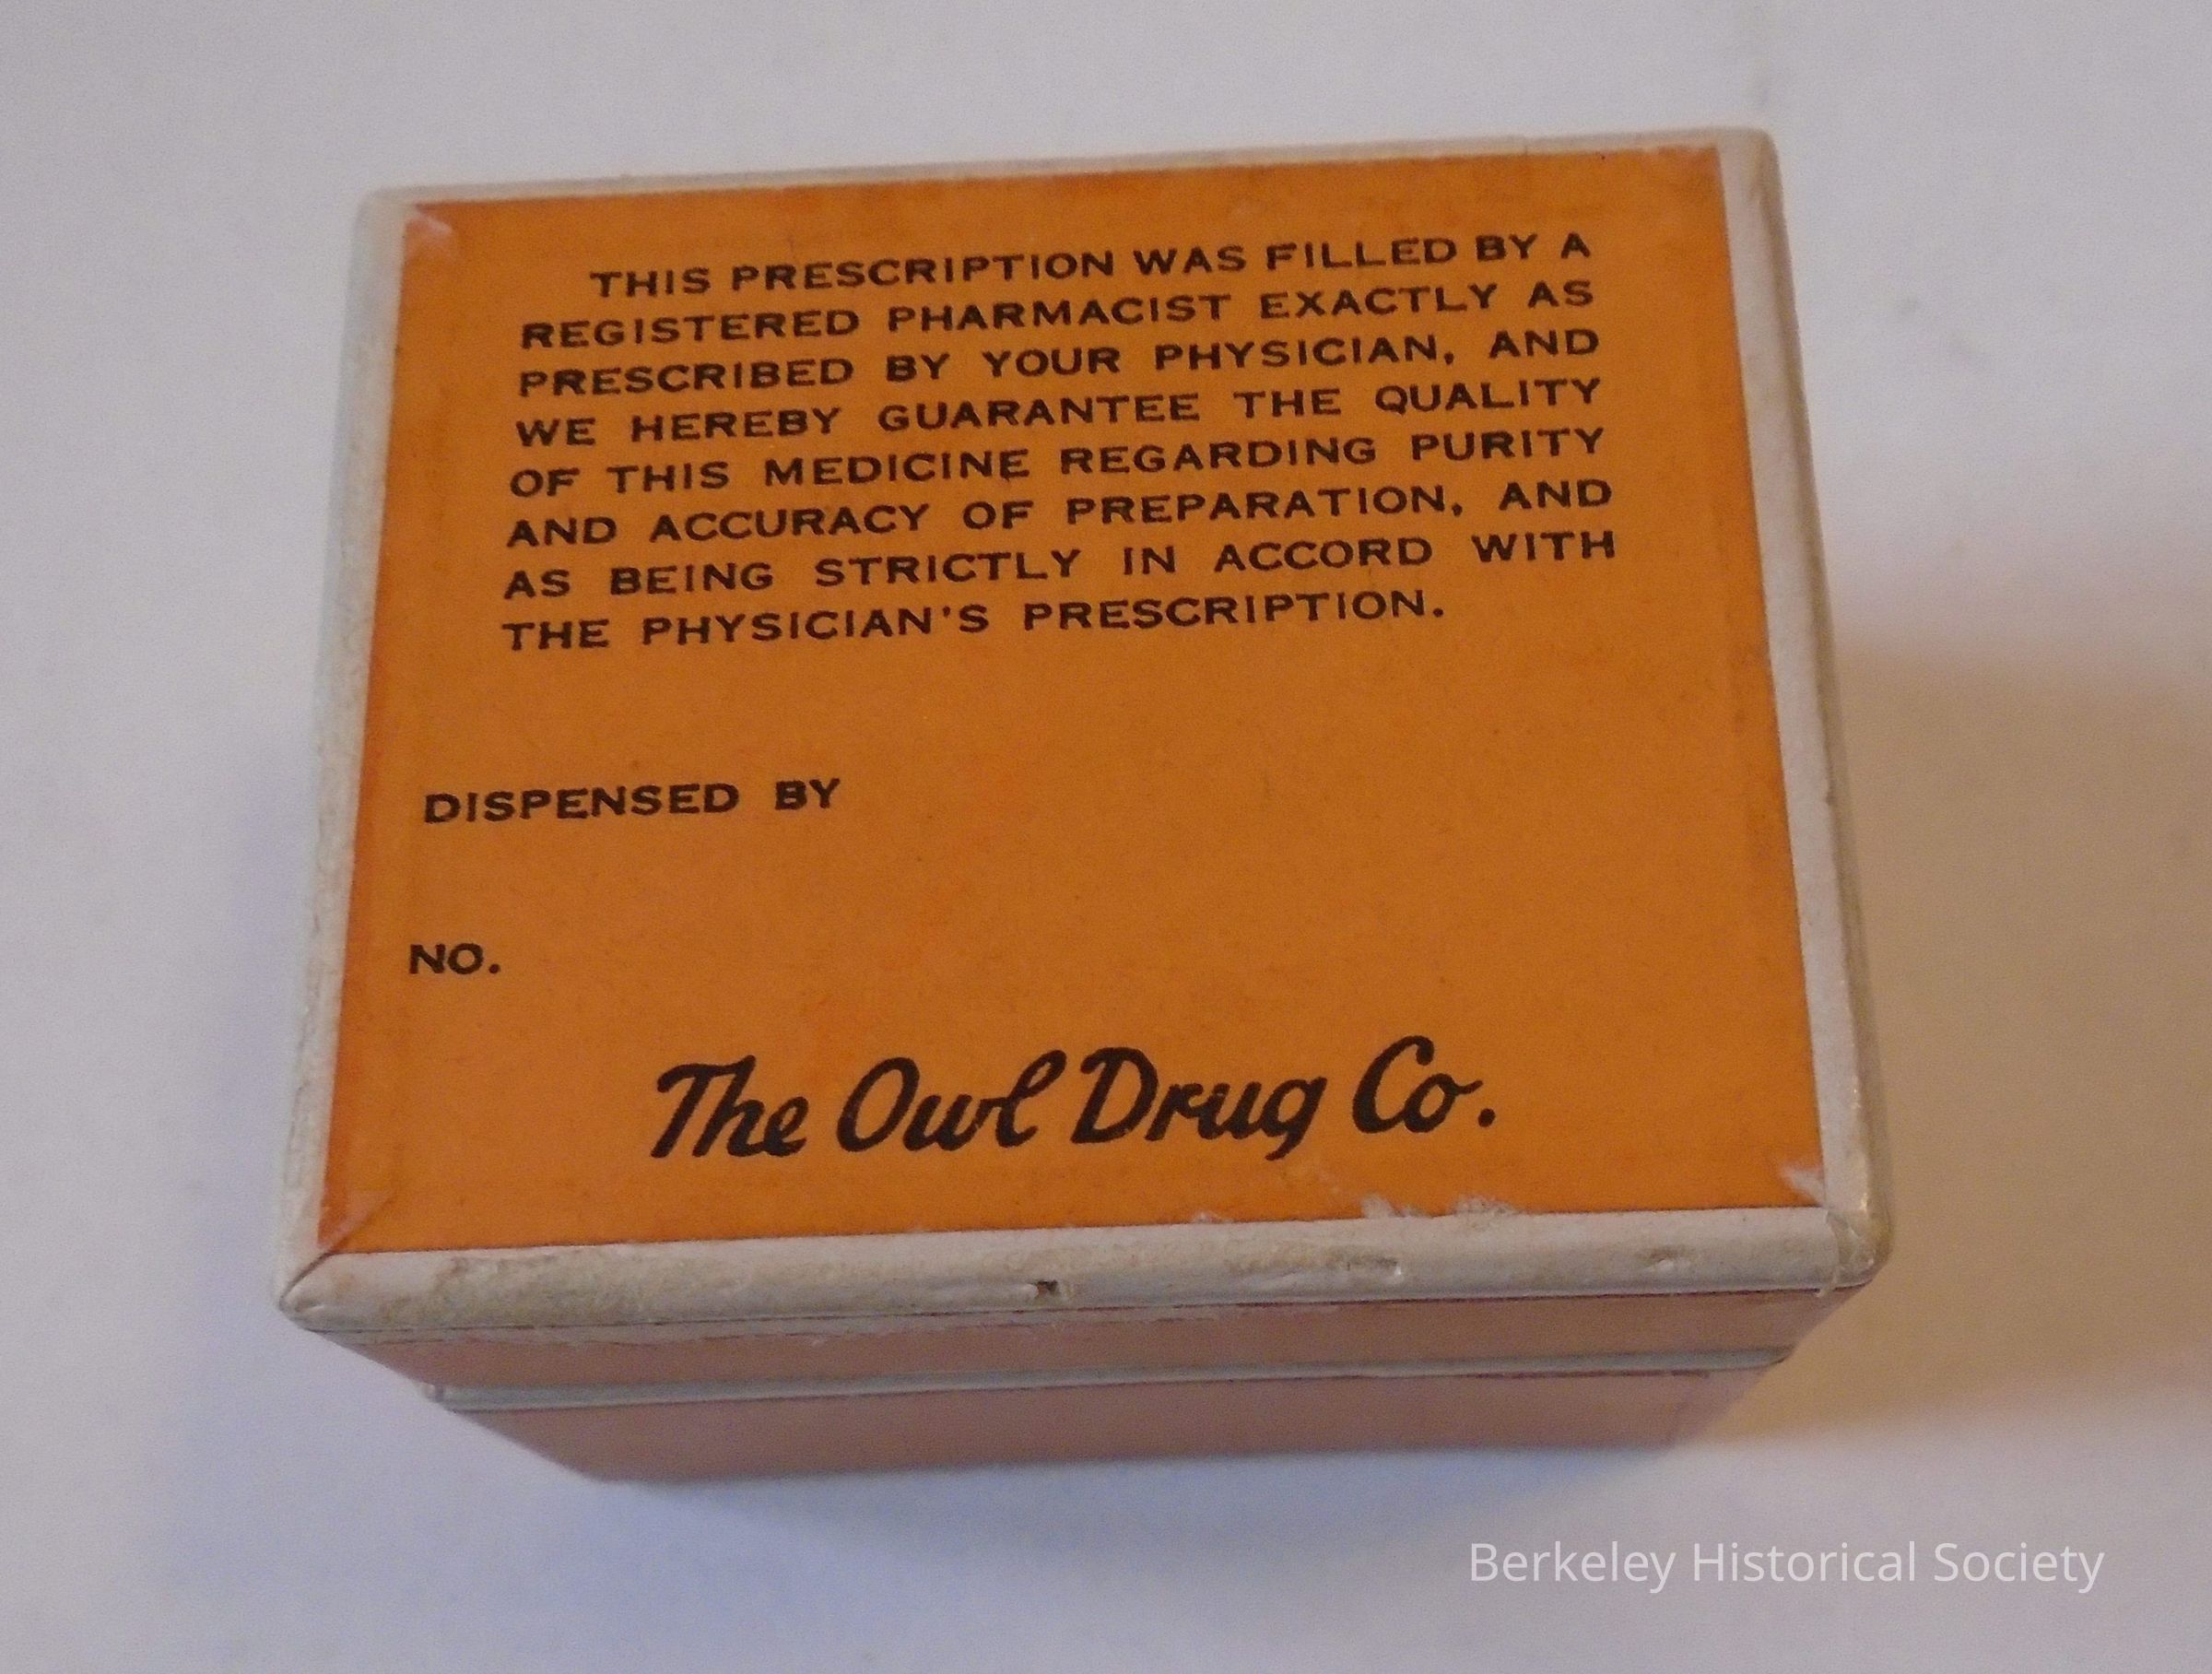 THIS PRESCRIPTION WAS FILLED BY A
REGISTERED PHARMACIST EXACTLY AS
PRESCRIBED BY YOUR PHYSICIAN, AND
WE HEREBY GUARANTEE THE QUALITY
OF THIS MEDICINE REGARDING PURITY
AND ACCURACY OF PREPARATION, AND
AS BEING STRICTLY IN ACCORD WITH
THE PHYSICIAN'S PRESCRIPTION.
DISPENSED BY
NO.
The Owl Drug Co.
Berkeley Historical Society